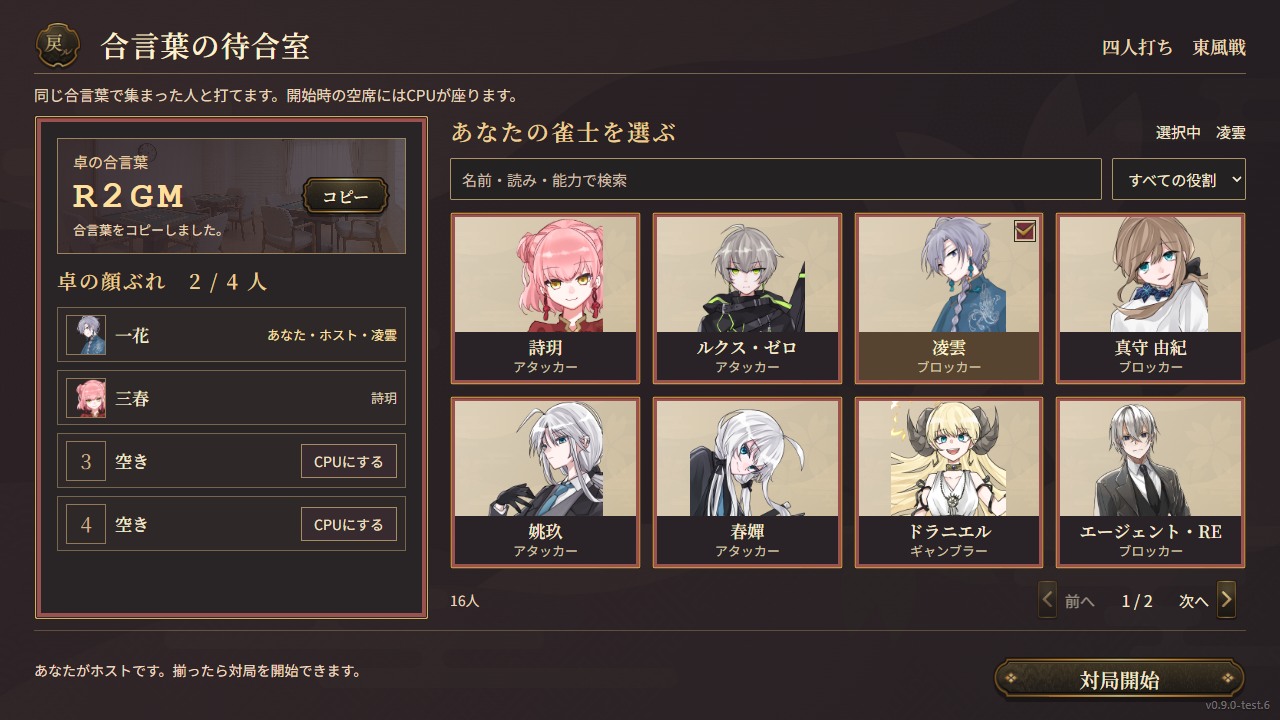 戻ル
合言葉の待合室
四人打ち 東風戦
同じ合言葉で集まった人と打てます。開始時の空席にはCPUが座ります。
卓の合言葉
R2GM
合言葉をコピーしました。
コピー
卓の顔ぶれ 2 / 4 人
一花 あなた・ホスト・凌雲
三春 詩玥
3 空き CPUにする
4 空き CPUにする
あなたの雀士を選ぶ
選択中 凌雲
名前・読み・能力で検索
すべての役割
詩玥
アタッカー
ルクス・ゼロ
アタッカー
凌雲
ブロッカー
真守 由紀
ブロッカー
姚玖
アタッカー
春嬋
アタッカー
ドラニエル
ギャンブラー
エージェント・RE
ブロッカー
16人
前へ 1 / 2 次へ
あなたがホストです。揃ったら対局を開始できます。
対局開始
v0.9.0-test.6